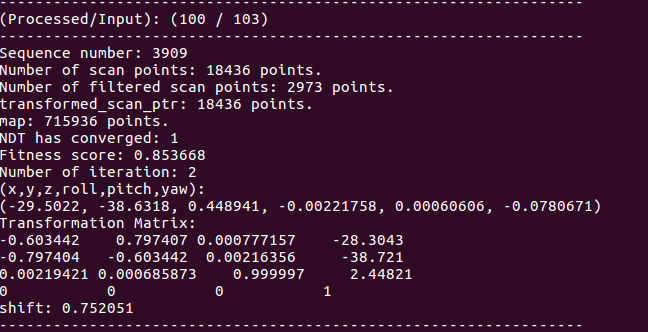 -----------------------------------------------------------------
(Processed/Input): (100 / 103)
-----------------------------------------------------------------
Sequence number: 3909
Number of scan points: 18436 points.
Number of filtered scan points: 2973 points.
transformed_scan_ptr: 18436 points.
map: 715936 points.
NDT has converged: 1
Fitness score: 0.853668
Number of iteration: 2
(x,y,z,roll,pitch,yaw):
(-29.5022, -38.6318, 0.448941, -0.00221758, 0.00060606, -0.0780671)
Transformation Matrix:
-0.603442    0.797407 0.000777157    -28.3043
-0.797404   -0.603442  0.00216356     -38.721
0.00219421 0.000685873    0.999997     2.44821
0           0           0           1
shift: 0.752051
-----------------------------------------------------------------